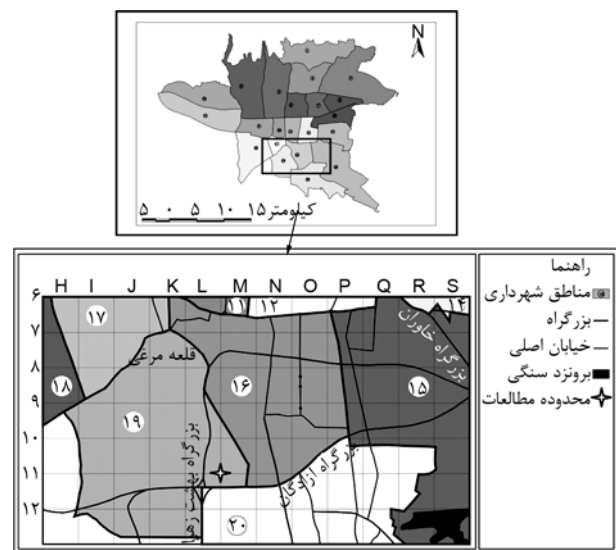 N
۵ ۰ ۵ ۱۰ ۱۵ کیلومتر
H I J K L M N O P Q R S
۶
۷
۸
۹
۱۰
۱۱
۱۲
۱۷
۱۱
۱۲
۱۴
قلعه مرغی
بزرگراه خاوران
۱۸
۱۶
۱۵
۱۹
بزرگراه بهشت زهرا
بزرگراه آزادگان
۲۰
راهنما
مناطق شهرداری
بزرگراه
خیابان اصلی
برونزد سنگی
محدوده مطالعات